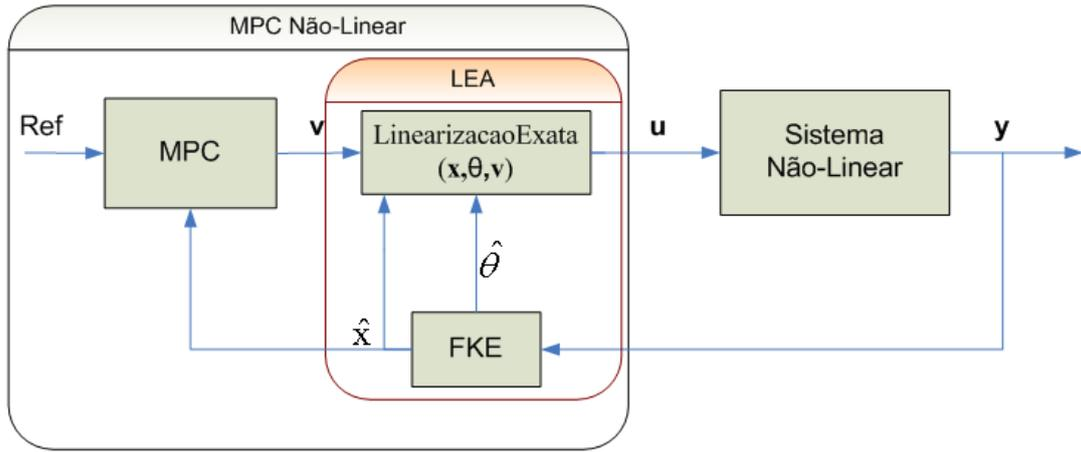 MPC Não-Linear
LEA
Ref
MPC
v
LinearizacaoExata
(x,θ,v)
u
Sistema
Não-Linear
y
θ̂
x̂
FKE